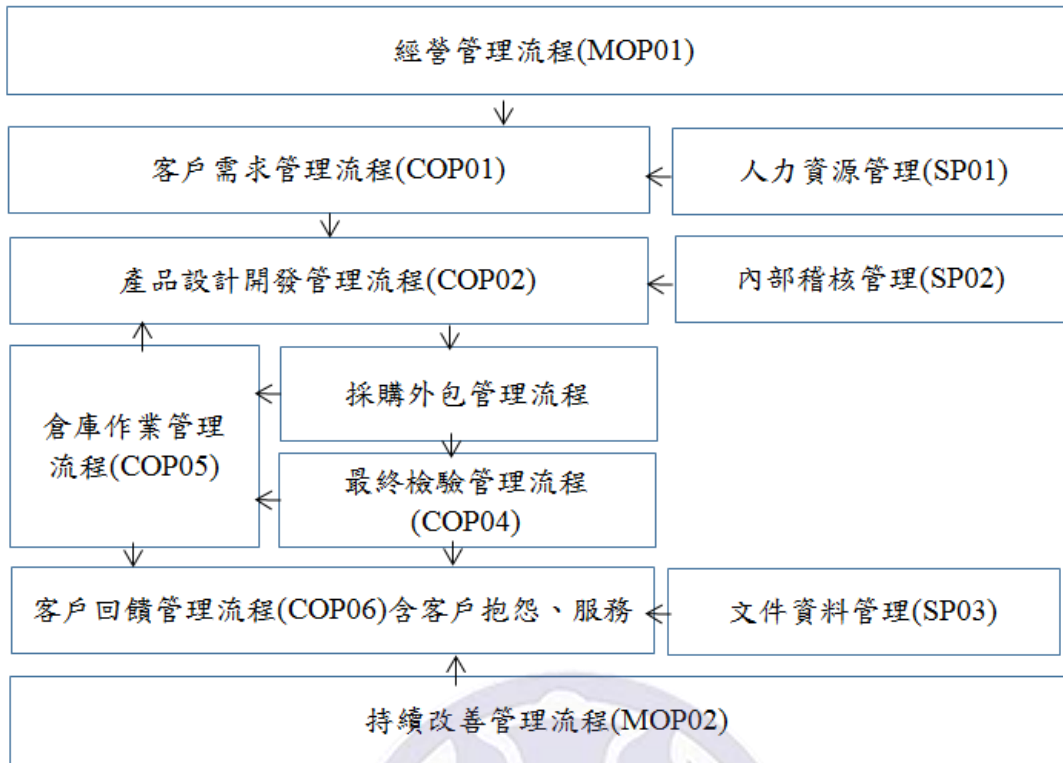 經營管理流程(MOP01)
客戶需求管理流程(COP01)
人力資源管理(SP01)
產品設計開發管理流程(COP02)
內部稽核管理(SP02)
採購外包管理流程
倉庫作業管理
流程(COP05)
最終檢驗管理流程
(COP04)
客戶回饋管理流程(COP06)含客戶抱怨、服務
文件資料管理(SP03)
持續改善管理流程(MOP02)